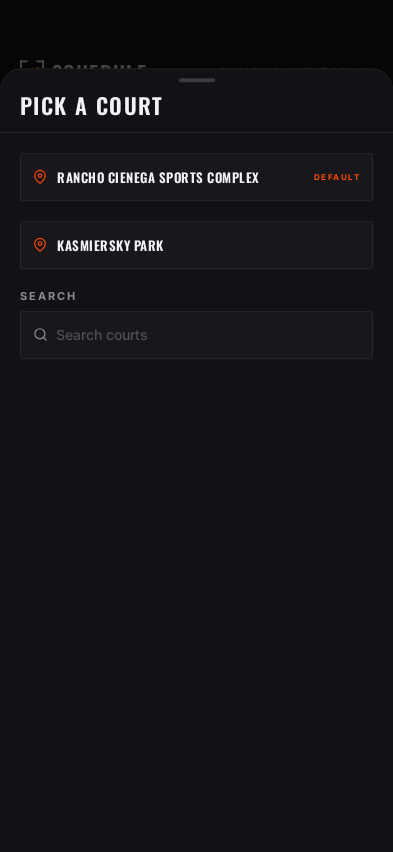 PICK A COURT
RANCHO CIENEGA SPORTS COMPLEX
DEFAULT
KASMIERSKY PARK
SEARCH
Search courts